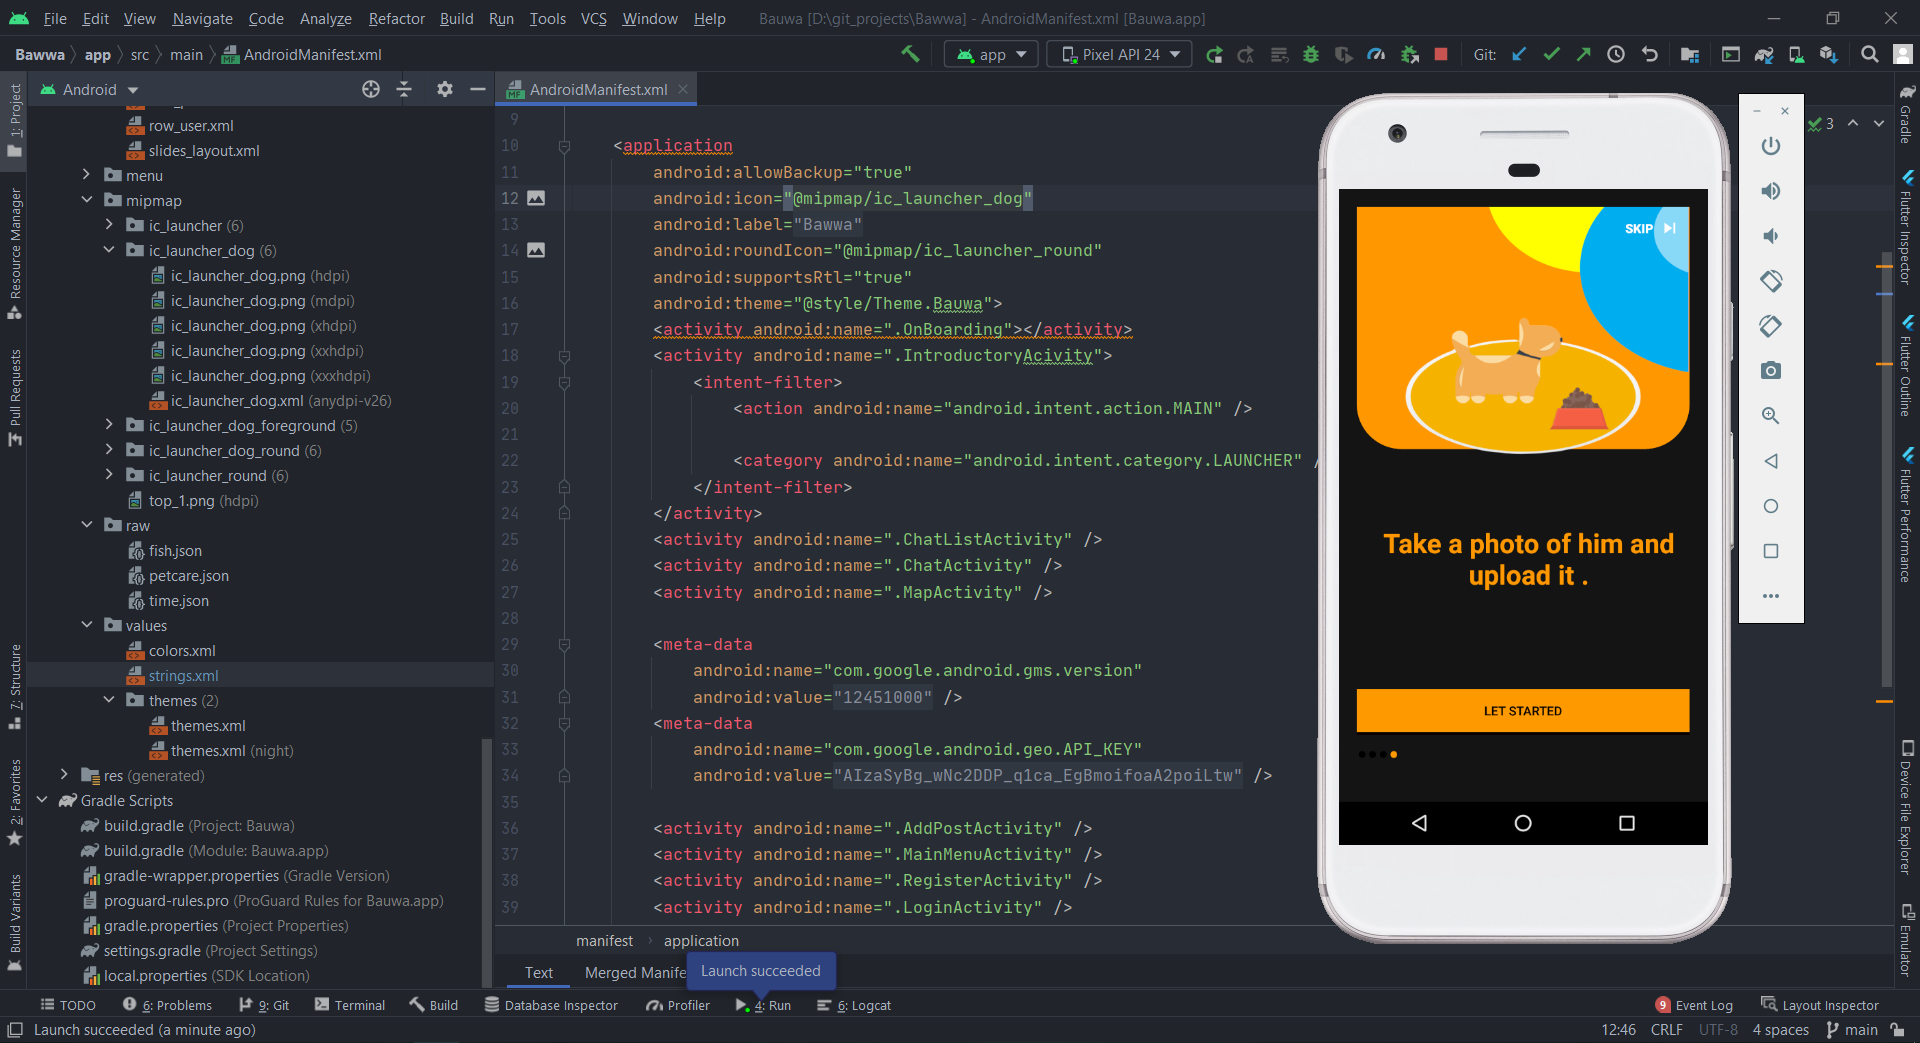 File Edit View Navigate Code Analyze Refactor Build Run Tools VCS Window Help Bauwa [D:\git_projects\Bawwa] - AndroidManifest.xml [Bauwa.app]
Bawwa app src main AndroidManifest.xml app Pixel API 24 Git:
Android
AndroidManifest.xml
1: Project
Resource Manager
Pull Requests
7: Structure
2: Favorites
Build Variants
row_user.xml
slides_layout.xml
menu
mipmap
ic_launcher (6)
ic_launcher_dog (6)
ic_launcher_dog.png (hdpi)
ic_launcher_dog.png (mdpi)
ic_launcher_dog.png (xhdpi)
ic_launcher_dog.png (xxhdpi)
ic_launcher_dog.png (xxxhdpi)
ic_launcher_dog.xml (anydpi-v26)
ic_launcher_dog_foreground (5)
ic_launcher_dog_round (6)
ic_launcher_round (6)
top_1.png (hdpi)
raw
fish.json
petcare.json
time.json
values
colors.xml
strings.xml
themes (2)
themes.xml
themes.xml (night)
res (generated)
Gradle Scripts
build.gradle (Project: Bauwa)
build.gradle (Module: Bauwa.app)
gradle-wrapper.properties (Gradle Version)
proguard-rules.pro (ProGuard Rules for Bauwa.app)
gradle.properties (Project Properties)
settings.gradle (Project Settings)
local.properties (SDK Location)
9
10 <application
11 android:allowBackup="true"
12 android:icon="@mipmap/ic_launcher_dog"
13 android:label="Bawwa"
14 android:roundIcon="@mipmap/ic_launcher_round"
15 android:supportsRtl="true"
16 android:theme="@style/Theme.Bauwa">
17 <activity android:name=".OnBoarding"></activity>
18 <activity android:name=".IntroductoryAcivity">
19 <intent-filter>
20 <action android:name="android.intent.action.MAIN" />
21
22 <category android:name="android.intent.category.LAUNCHER" /
23 </intent-filter>
24 </activity>
25 <activity android:name=".ChatListActivity" />
26 <activity android:name=".ChatActivity" />
27 <activity android:name=".MapActivity" />
28
29 <meta-data
30 android:name="com.google.android.gms.version"
31 android:value="12451000" />
32 <meta-data
33 android:name="com.google.android.geo.API_KEY"
34 android:value="AIzaSyBg_wNc2DDP_q1ca_EgBmoifoaA2poiLtw" />
35
36 <activity android:name=".AddPostActivity" />
37 <activity android:name=".MainMenuActivity" />
38 <activity android:name=".RegisterActivity" />
39 <activity android:name=".LoginActivity" />
manifest application
Text Merged Manife
Launch succeeded
3
SKIP
Take a photo of him and
upload it .
LET STARTED
Gradle
Flutter Inspector
Flutter Outline
Flutter Performance
Device File Explorer
Emulator
TODO 6: Problems 9: Git Terminal Build Database Inspector Profiler 4: Run 6: Logcat 9 Event Log Layout Inspector
Launch succeeded (a minute ago) 12:46 CRLF UTF-8 4 spaces main